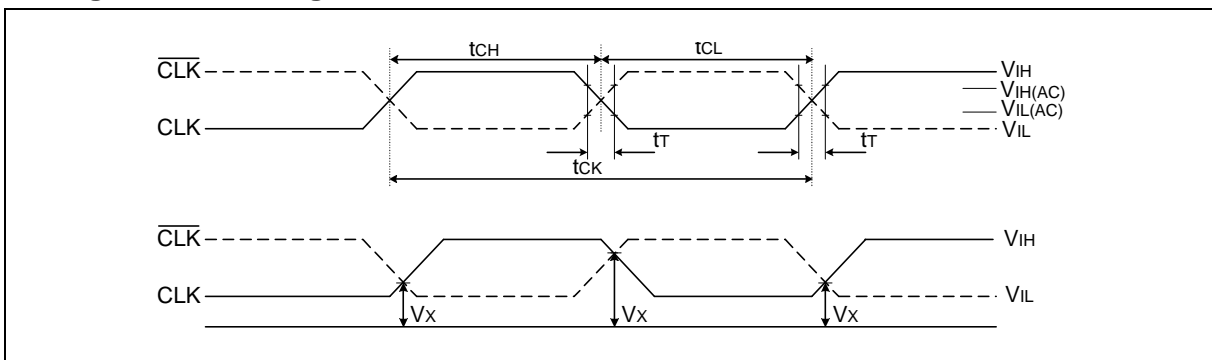 tCH tCL
CLK VIH
VIH(AC)
VIL(AC)
CLK VIL
tT tT
tCK
CLK VIH
CLK VIL
VX VX VX